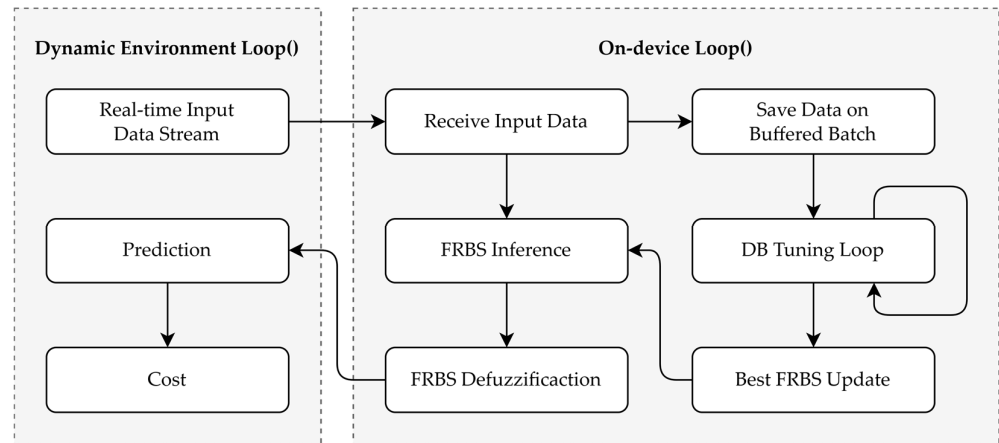 Dynamic Environment Loop()
On-device Loop()
Real-time Input
Data Stream
Receive Input Data
Save Data on
Buffered Batch
Prediction
FRBS Inference
DB Tuning Loop
Cost
FRBS Defuzzificaction
Best FRBS Update